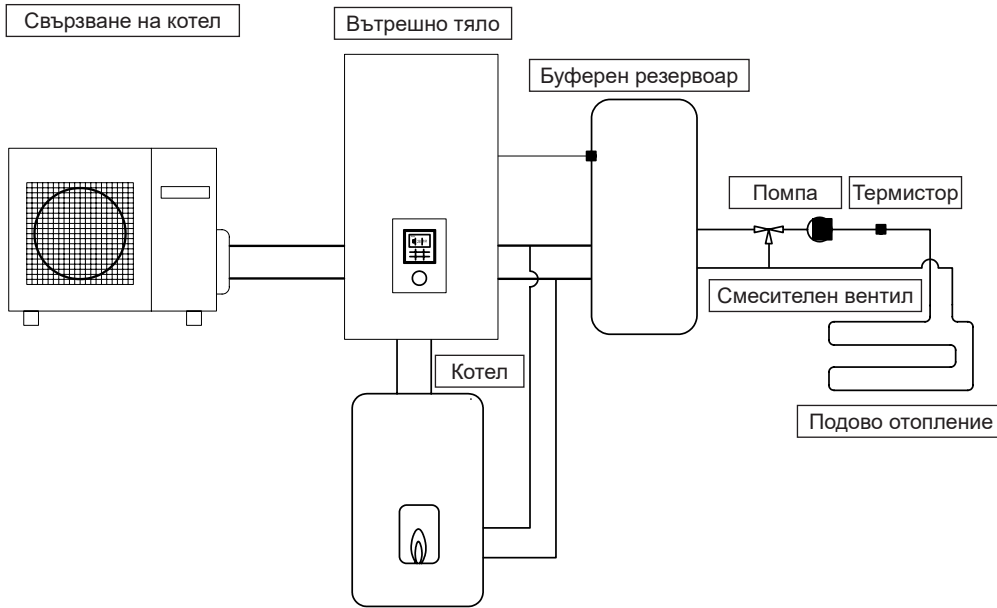 Свързване на котел
Вътрешно тяло
Буферен резервоар
Помпа
Термистор
Смесителен вентил
Котел
Подово отопление